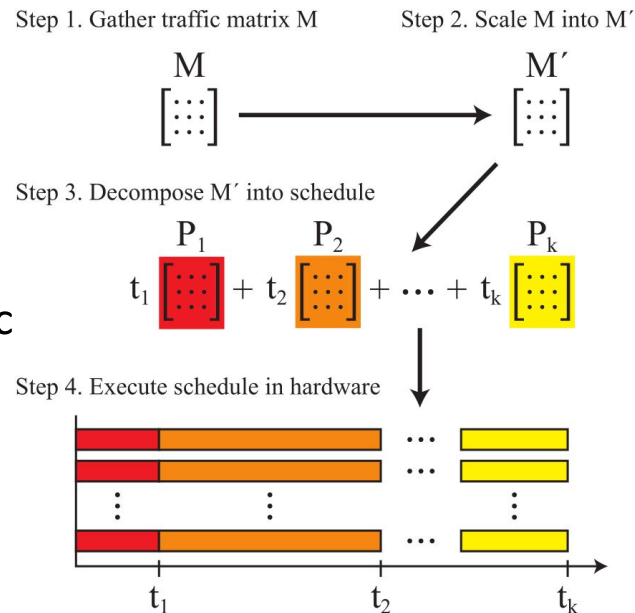 Step 1. Gather traffic matrix M
Step 2. Scale M into M´
M
M´
Step 3. Decompose M´ into schedule
P1
P2
Pk
t1
+ t2
+ ··· + tk
c
Step 4. Execute schedule in hardware
···
···
···
t1
t2
tk